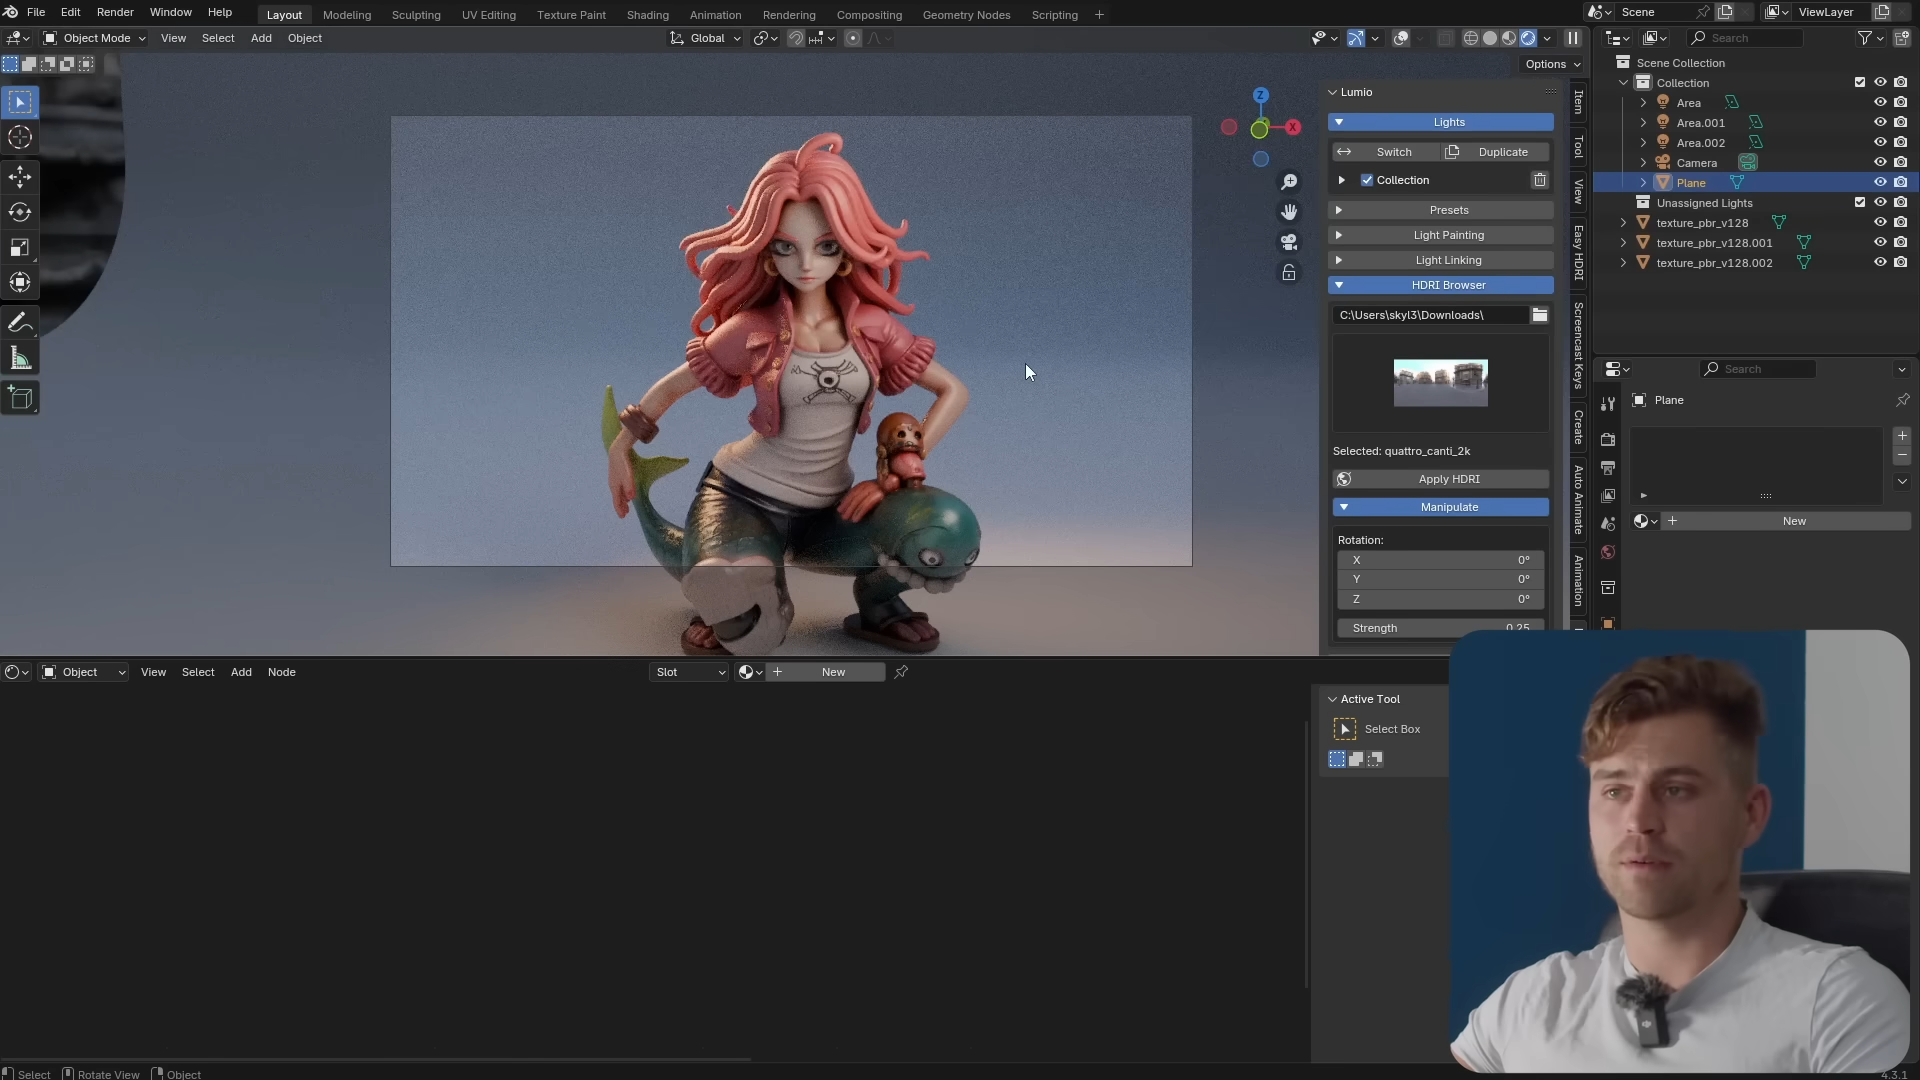 File Edit Render Window Help Layout Modeling Sculpting UV Editing Texture Paint Shading Animation Rendering Compositing Geometry Nodes Scripting + Scene ViewLayer
Object Mode View Select Add Object Global Search
Options
Scene Collection
Collection
Area
Area.001
Area.002
Camera
Plane
Unassigned Lights
texture_pbr_v128
texture_pbr_v128.001
texture_pbr_v128.002
Z
X
Lumio
Lights
Switch Duplicate
Collection
Presets
Light Painting
Light Linking
HDRI Browser
C:\Users\skyl3\Downloads\
Selected: quattro_canti_2k
Apply HDRI
Manipulate
Rotation:
X 0°
Y 0°
Z 0°
Strength 0.25
Item
Tool
View
Easy HDRI
Screencast Keys
Create
Auto Animate
Animation
Search
Plane
New
Object View Select Add Node Slot New
Active Tool
Select Box
Select Rotate View Object
4.3.1